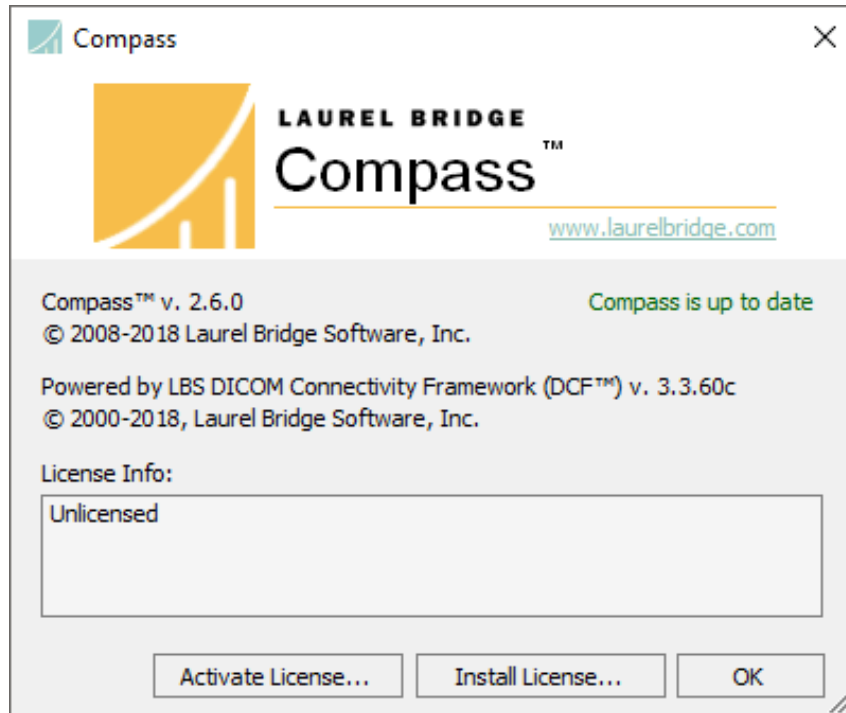 Compass
LAUREL BRIDGE
Compass™
www.laurelbridge.com
Compass™ v. 2.6.0 Compass is up to date
© 2008-2018 Laurel Bridge Software, Inc.
Powered by LBS DICOM Connectivity Framework (DCF™) v. 3.3.60c
© 2000-2018, Laurel Bridge Software, Inc.
License Info:
Unlicensed
Activate License... Install License... OK